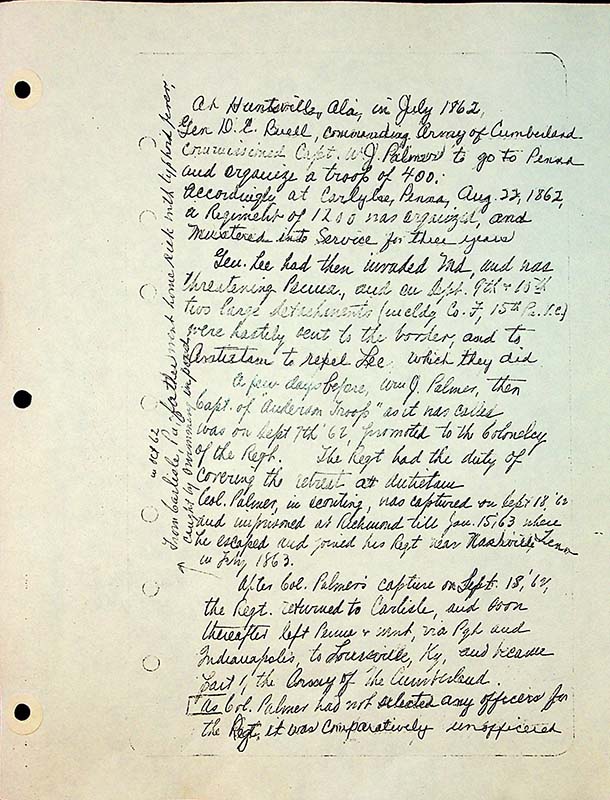 At Huntsville, Ala, in July 1862,
Gen D. C. Buell, commanding Army of Cumberland
commissioned Capt. W J. Palmer to go to Penna
and organize a troop of 400.
Accordingly, at Carlylse, Penna, Aug. 22, 1862,
a Regiment of 1200 was organized, and
Mustered into Service for three years
Gen. Lee had then invaded Md, and was
threatening Penna, and on Sept. 9th & 15th
two large detachments (includg Co. F, 15th Pa. V.C)
were hastily sent to the border, and to
Antietam to repel Lee which they did
A few days before, Wm J. Palmer, then
Capt. of "Anderson Troop" as it was called
was on Sept 7th '62, promoted to the Colonelcy
of the Regt. The Regt had the duty of
covering the retreat at Antietam
Col. Palmer, in scouting, was captured on Sept 18, '62
and imprisoned at Richmond till Jan. 15, '63 where
he escaped and joined his Regt near Nashville Tenn
in Feby 1863.
After Col. Palmer's capture on Sept. 18, '62,
the Regt. returned to Carlisle, and soon
thereafter left Penna & went, via Pgh and
Indianapolis, to Louisville, Ky, and became
part of the Army of The Cumberland.
As Col. Palmer had not selected any officers for
the Regt, it was comparatively unofficered
From Carlisle, Pa, father went home sick with typhoid fever,
caught by swimming in pond
in Oct 62